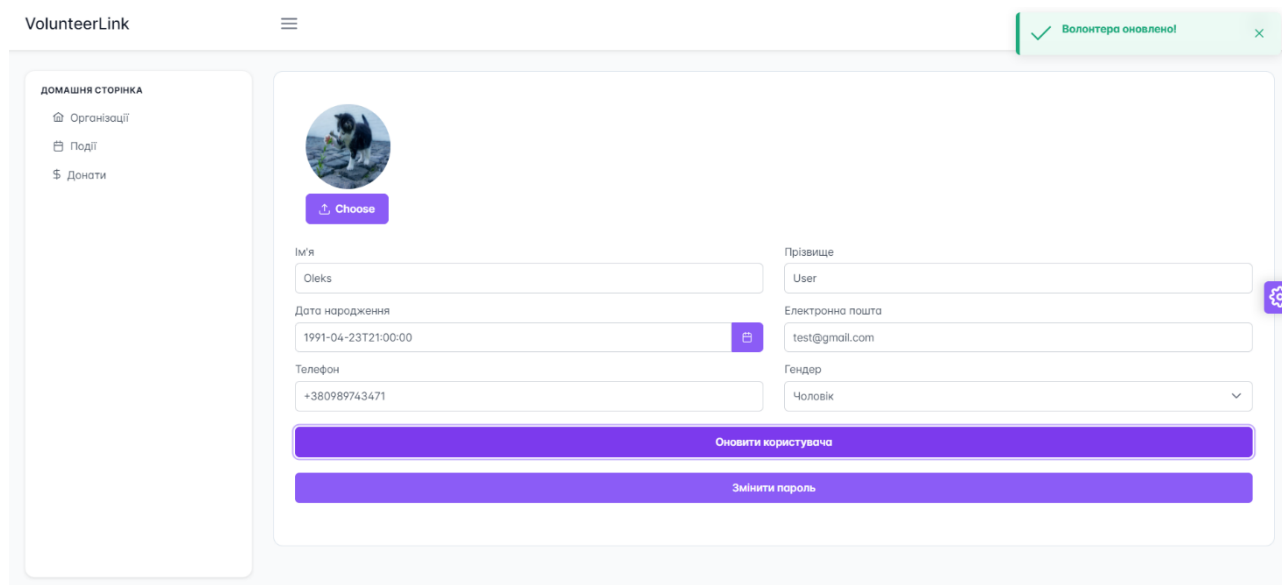 VolunteerLink
Волонтера оновлено!
ДОМАШНЯ СТОРІНКА
Організації
Події
$ Донати
Choose
Ім'я
Прізвище
Oleks
User
Дата народження
Електронна пошта
1991-04-23T21:00:00
test@gmail.com
Телефон
Гендер
+380989743471
Чоловік
Оновити користувача
Змінити пароль